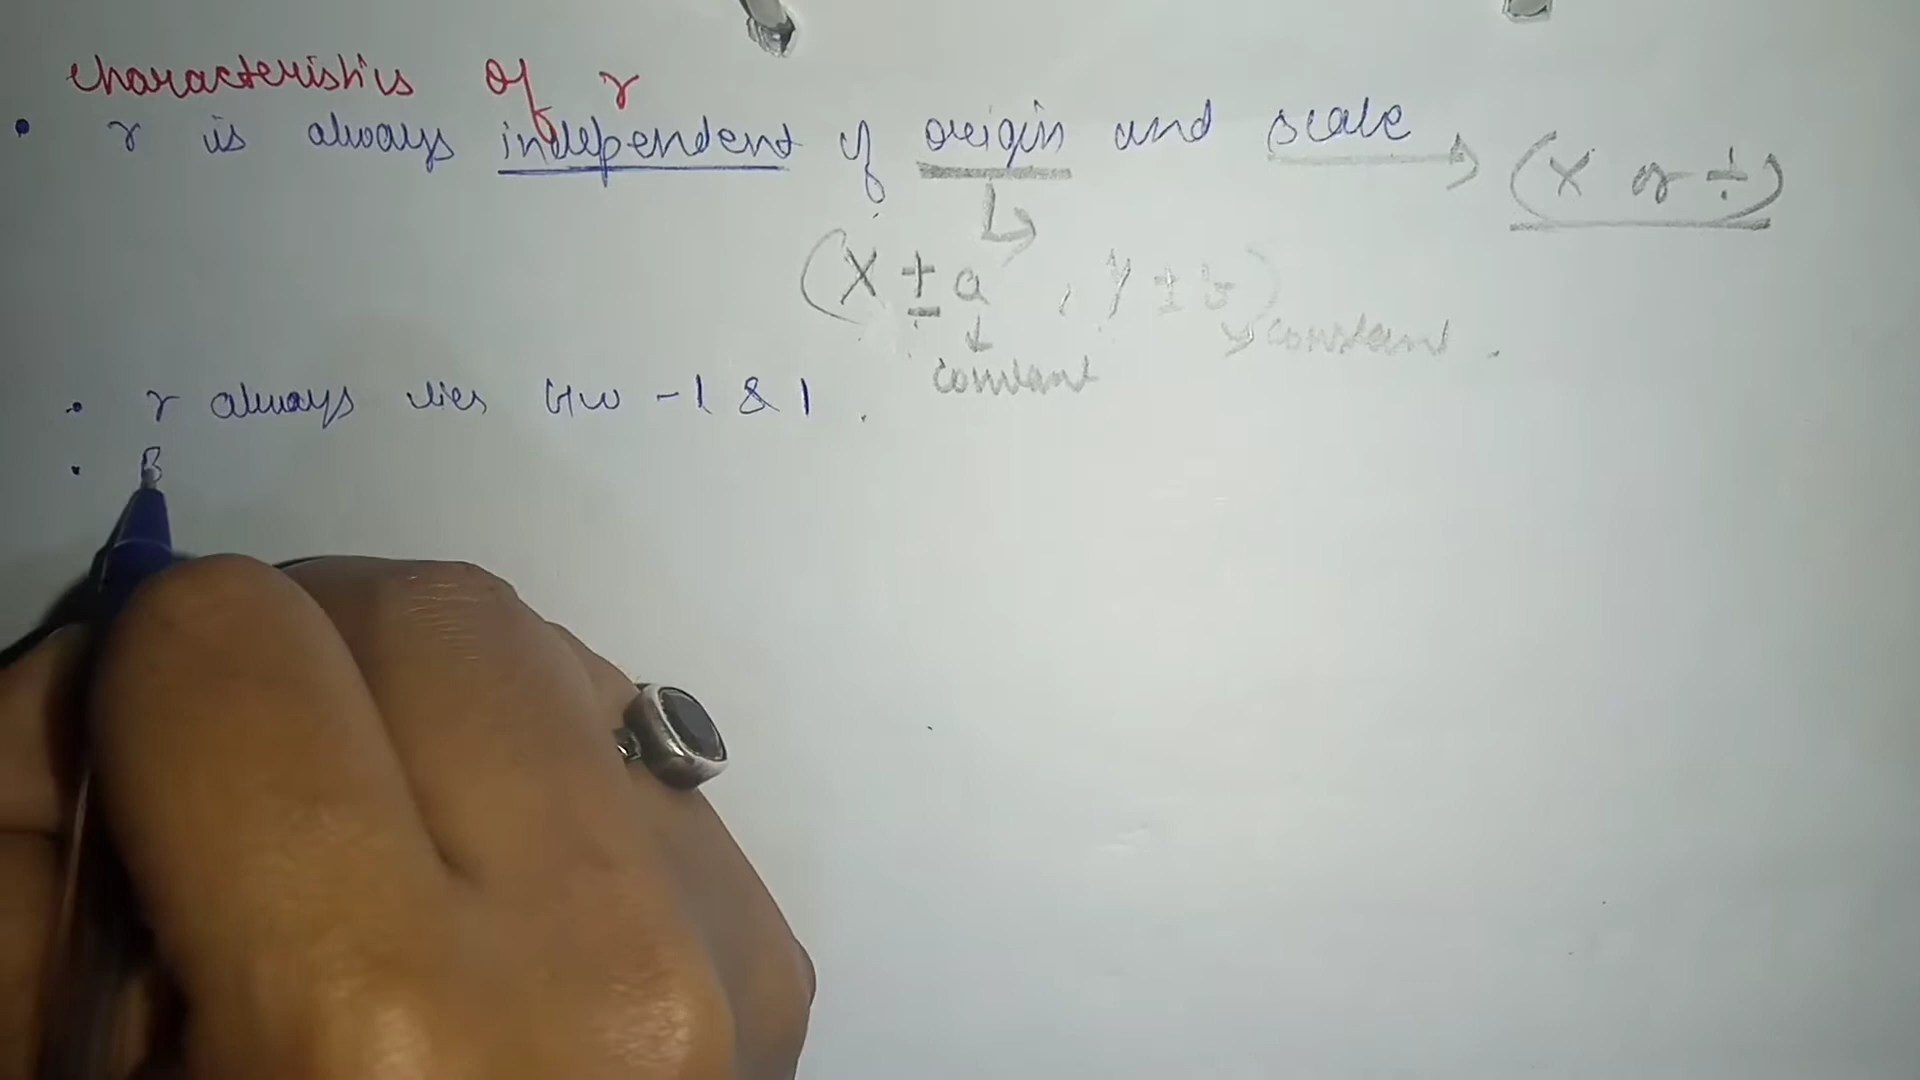 characteristics of r
• r is always independent of origin and scale → (× or ÷)
(X ± a , y ± b)
constant
constant .
• r always lies b/w -1 & 1 .
• B